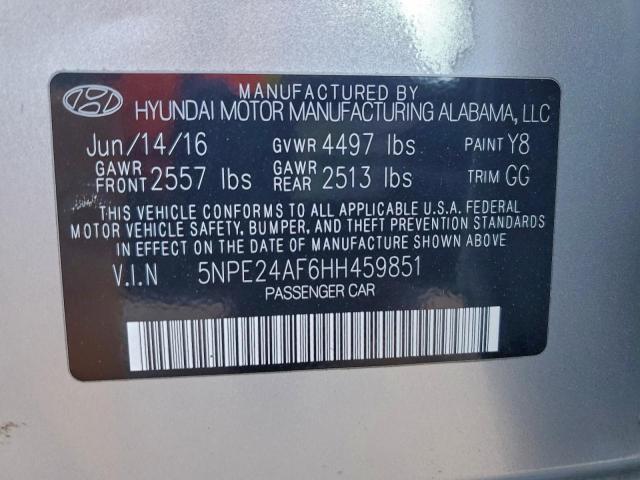 MANUFACTURED BY
HYUNDAI MOTOR MANUFACTURING ALABAMA, LLC
Jun/14/16 GVWR 4497 lbs PAINT Y8
GAWR FRONT 2557 lbs GAWR REAR 2513 lbs TRIM GG
THIS VEHICLE CONFORMS TO ALL APPLICABLE U.S.A. FEDERAL
MOTOR VEHICLE SAFETY, BUMPER, AND THEFT PREVENTION STANDARDS
IN EFFECT ON THE DATE OF MANUFACTURE SHOWN ABOVE.
V.I.N 5NPE24AF6HH459851
PASSENGER CAR